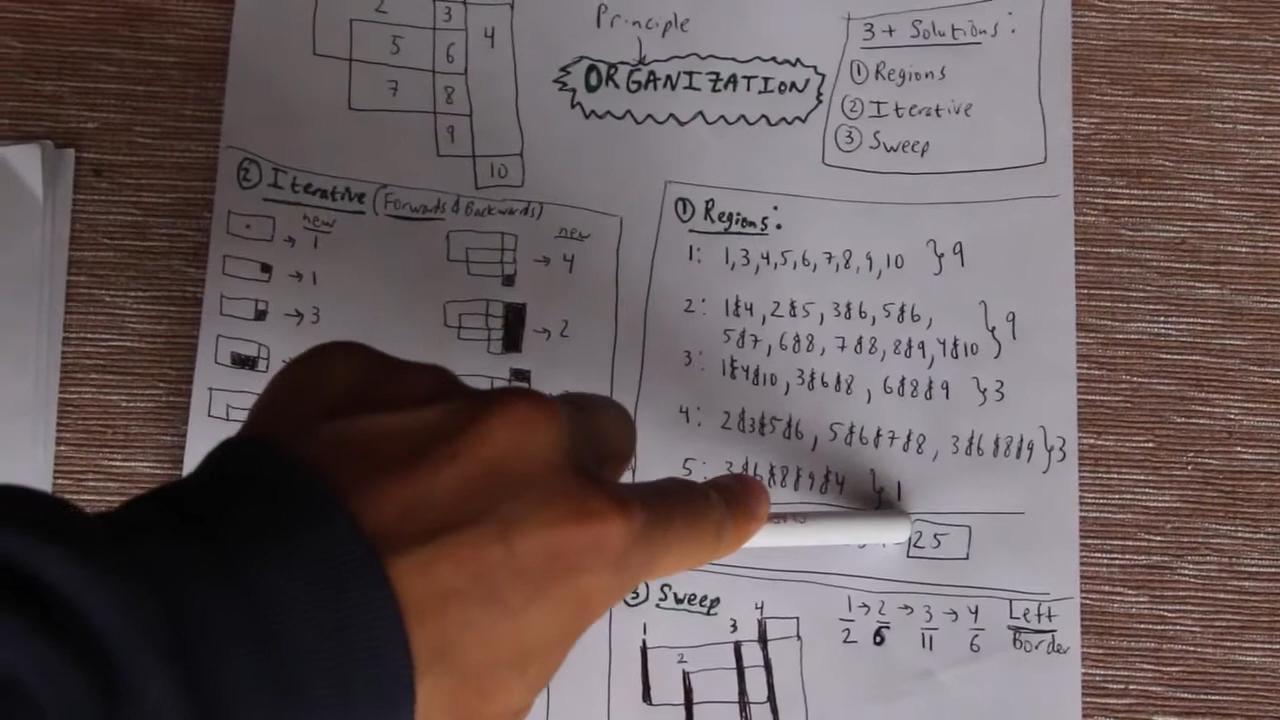 2 3 4
5 6
7 8
9
10
Principle
ORGANIZATION
3 + Solutions:
① Regions
② Iterative
③ Sweep
② Iterative (Forwards & Backwards)
new
→ 1
→ 1
→ 3
new
→ 4
→ 2
① Regions:
1: 1,3,4,5,6,7,8,9,10 } 9
2: 1&4, 2&5, 3&6, 5&6,
5&7, 6&8, 7&8, 8&9, 4&10 } 9
3: 1&4&10, 3&6&8, 6&8&9 } 3
4: 2&3&5&6, 5&6&7&8, 3&6&8&9 } 3
5: 3&6&8&9&4 } 1
25
③ Sweep
1 2 3 4
1/2 → 2/6 → 3/11 → 4/6 Left
Border